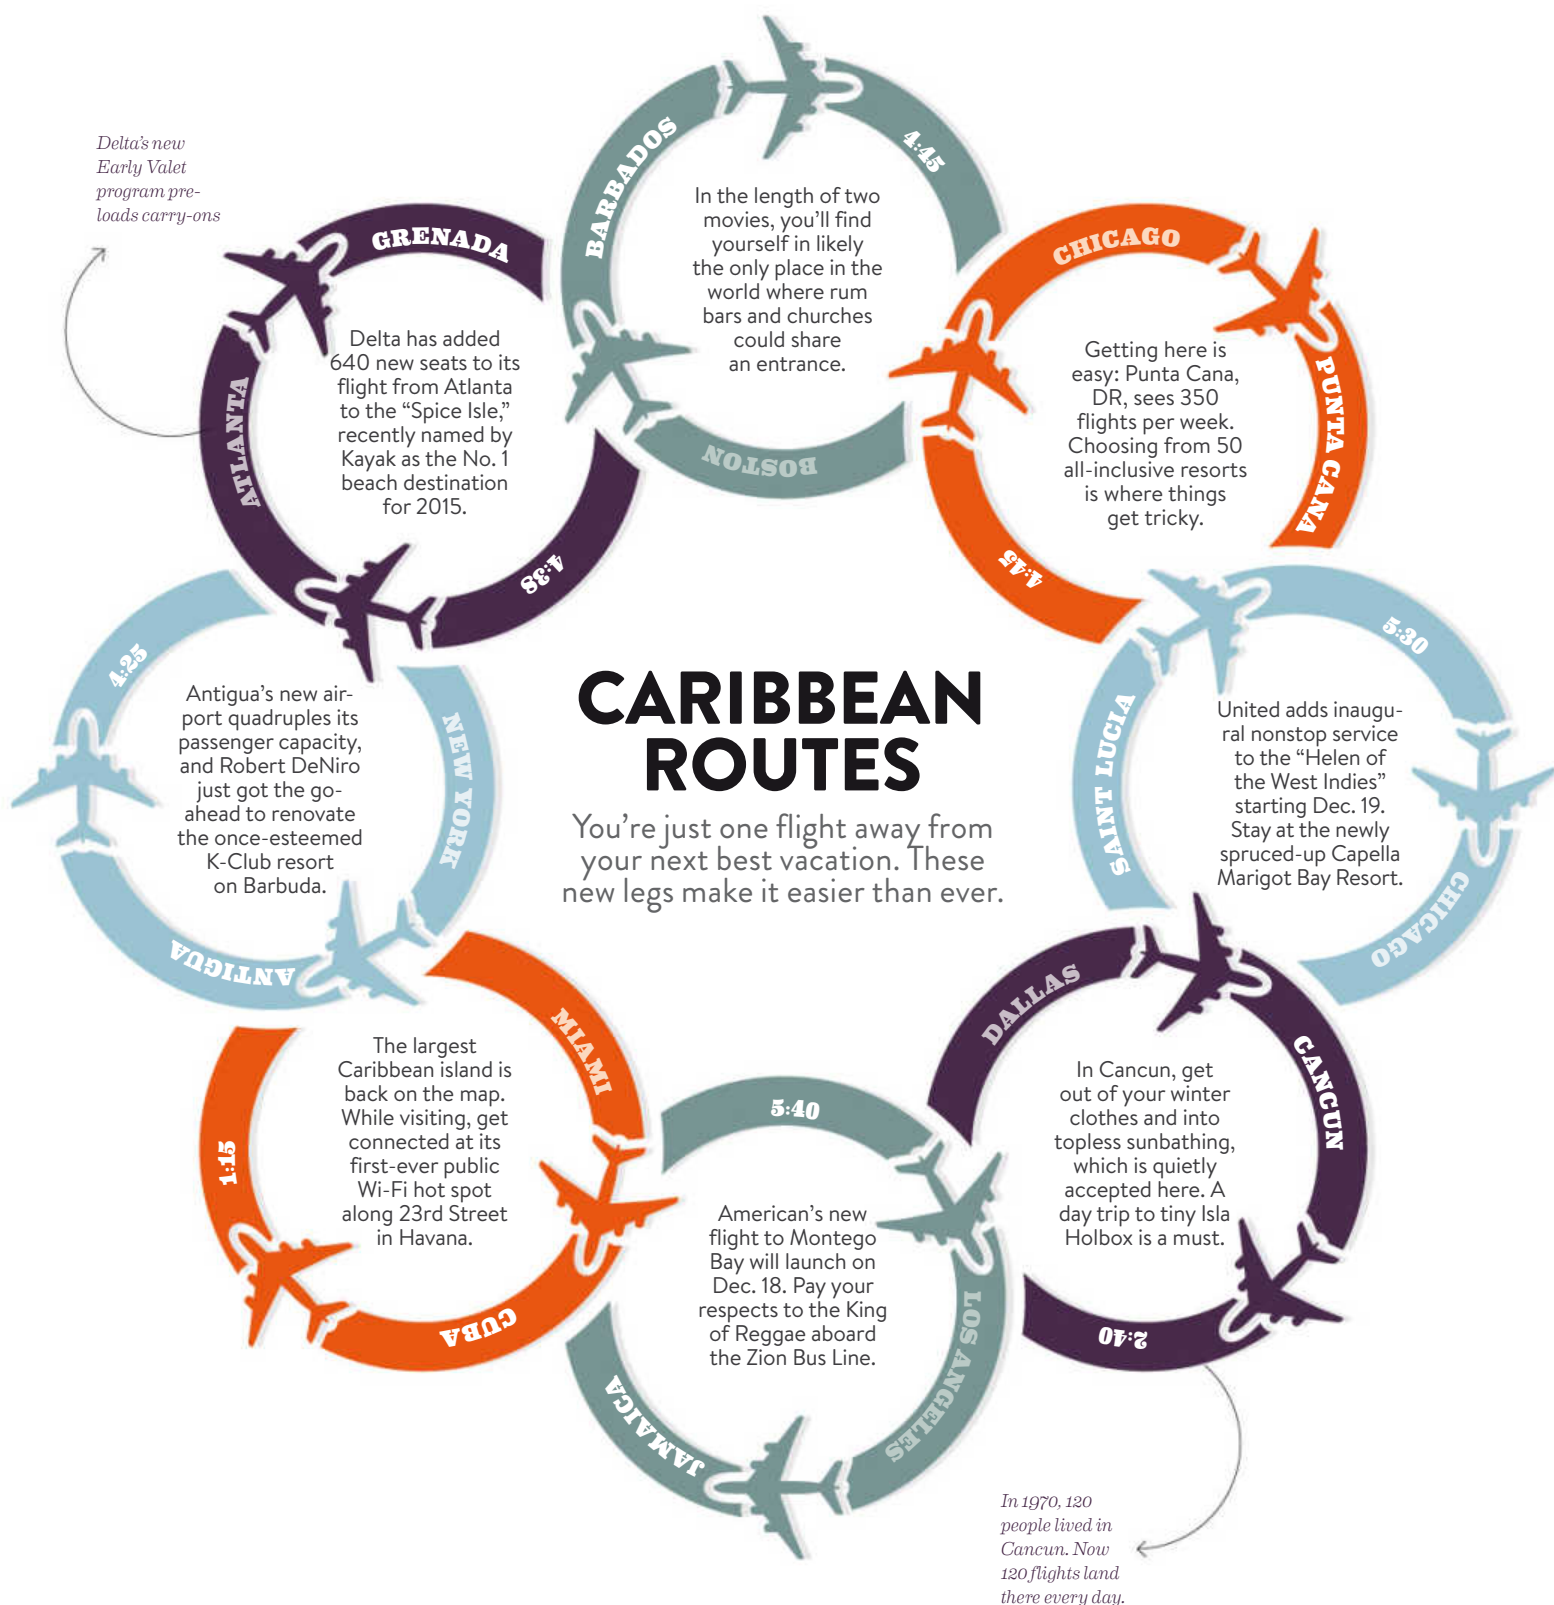 Delta’s new
Early Valet
program pre-
loads carry-ons
BARBADOS
4:45
BOSTON
In the length of two
movies, you’ll find
yourself in likely
the only place in the
world where rum
bars and churches
could share
an entrance.
GRENADA
ATLANTA
4:38
Delta has added
640 new seats to its
flight from Atlanta
to the “Spice Isle,”
recently named by
Kayak as the No. 1
beach destination
for 2015.
CHICAGO
PUNTA CANA
4:45
Getting here is
easy: Punta Cana,
DR, sees 350
flights per week.
Choosing from 50
all-inclusive resorts
is where things
get tricky.
4:25
NEW YORK
ANTIGUA
Antigua’s new air-
port quadruples its
passenger capacity,
and Robert DeNiro
just got the go-
ahead to renovate
the once-esteemed
K-Club resort
on Barbuda.
CARIBBEAN
ROUTES
You’re just one flight away from
your next best vacation. These
new legs make it easier than ever.
5:30
SAINT LUCIA
CHICAGO
United adds inaugu-
ral nonstop service
to the “Helen of
the West Indies”
starting Dec. 19.
Stay at the newly
spruced-up Capella
Marigot Bay Resort.
MIAMI
1:15
CUBA
The largest
Caribbean island is
back on the map.
While visiting, get
connected at its
first-ever public
Wi-Fi hot spot
along 23rd Street
in Havana.
5:40
LOS ANGELES
JAMAICA
American’s new
flight to Montego
Bay will launch on
Dec. 18. Pay your
respects to the King
of Reggae aboard
the Zion Bus Line.
DALLAS
CANCUN
2:40
In Cancun, get
out of your winter
clothes and into
topless sunbathing,
which is quietly
accepted here. A
day trip to tiny Isla
Holbox is a must.
In 1970, 120
people lived in
Cancun. Now
120 flights land
there every day.